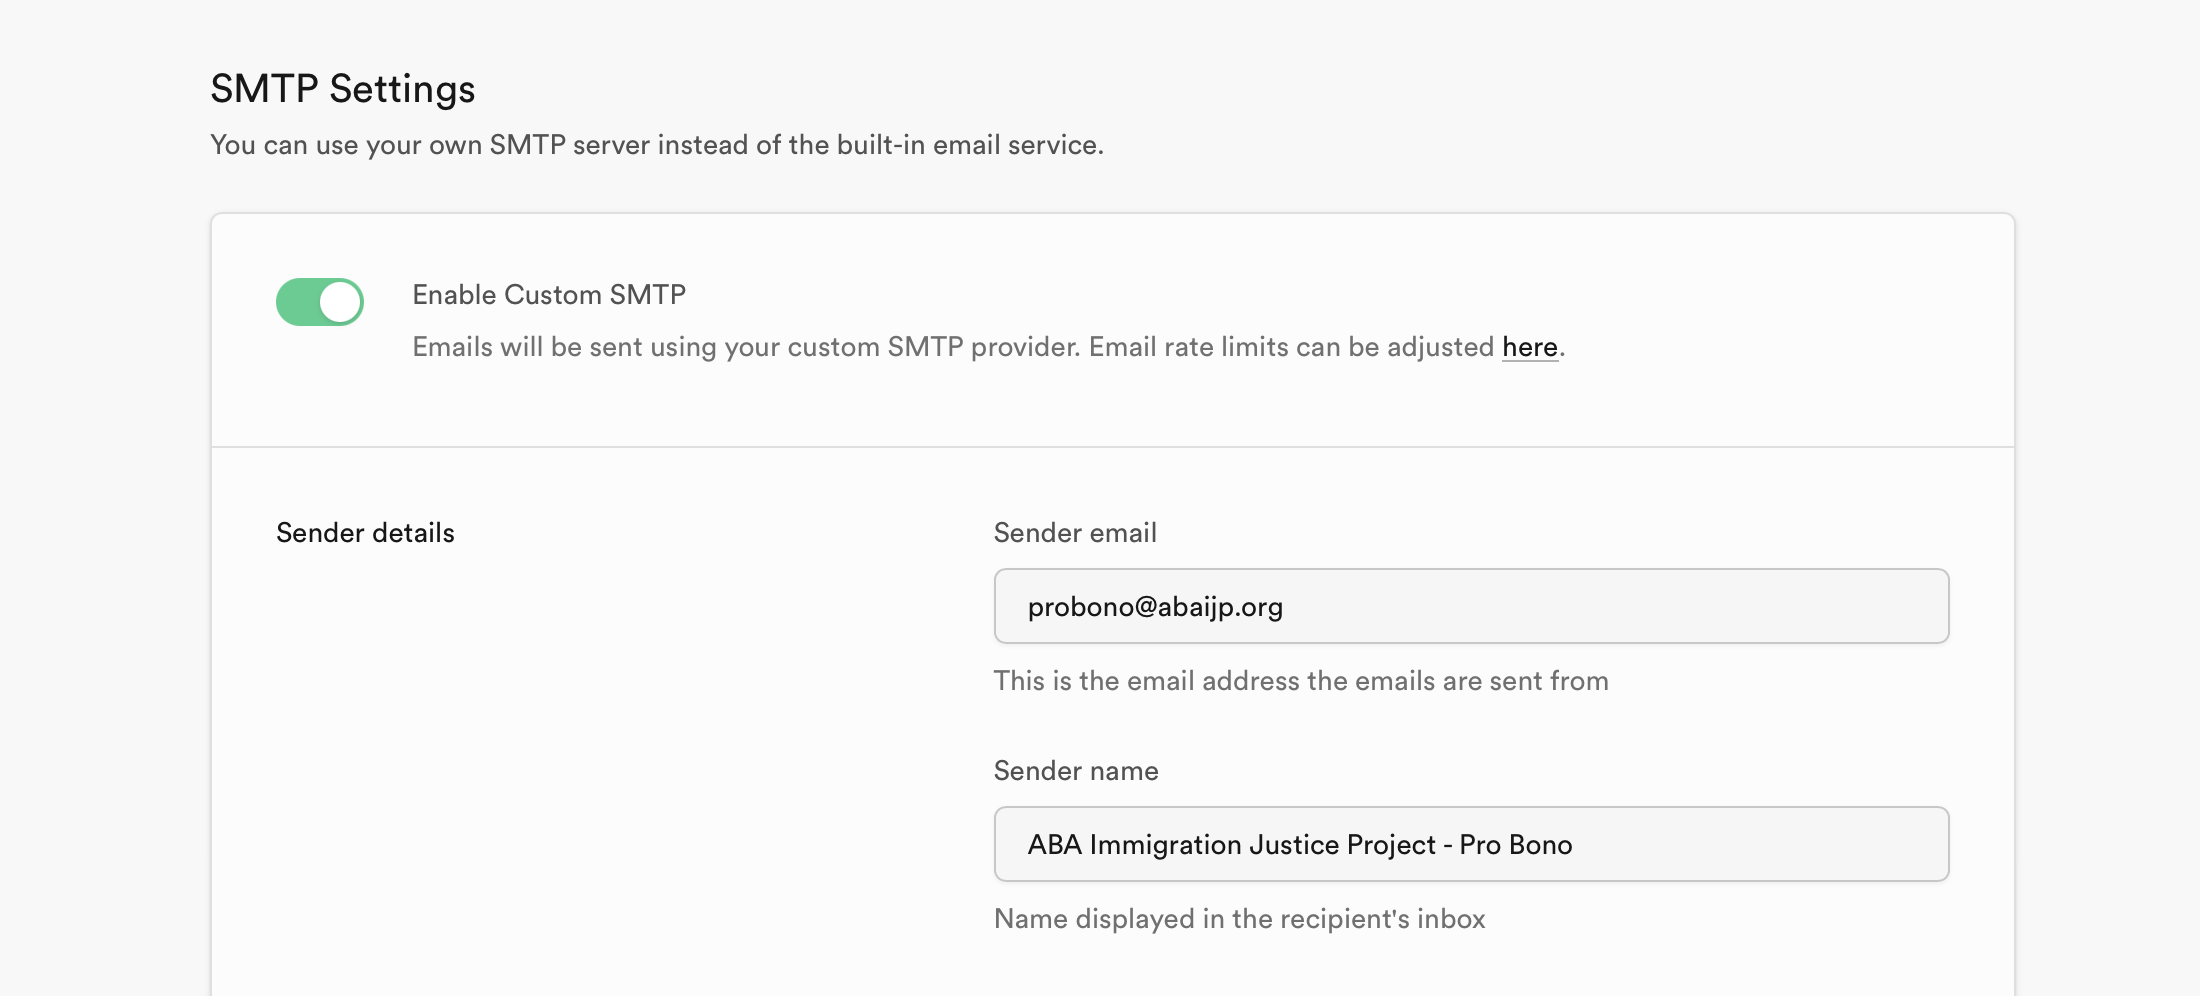 SMTP Settings
You can use your own SMTP server instead of the built-in email service.
Enable Custom SMTP
Emails will be sent using your custom SMTP provider. Email rate limits can be adjusted here.
Sender details
Sender email
probono@abaijp.org
This is the email address the emails are sent from
Sender name
ABA Immigration Justice Project - Pro Bono
Name displayed in the recipient's inbox